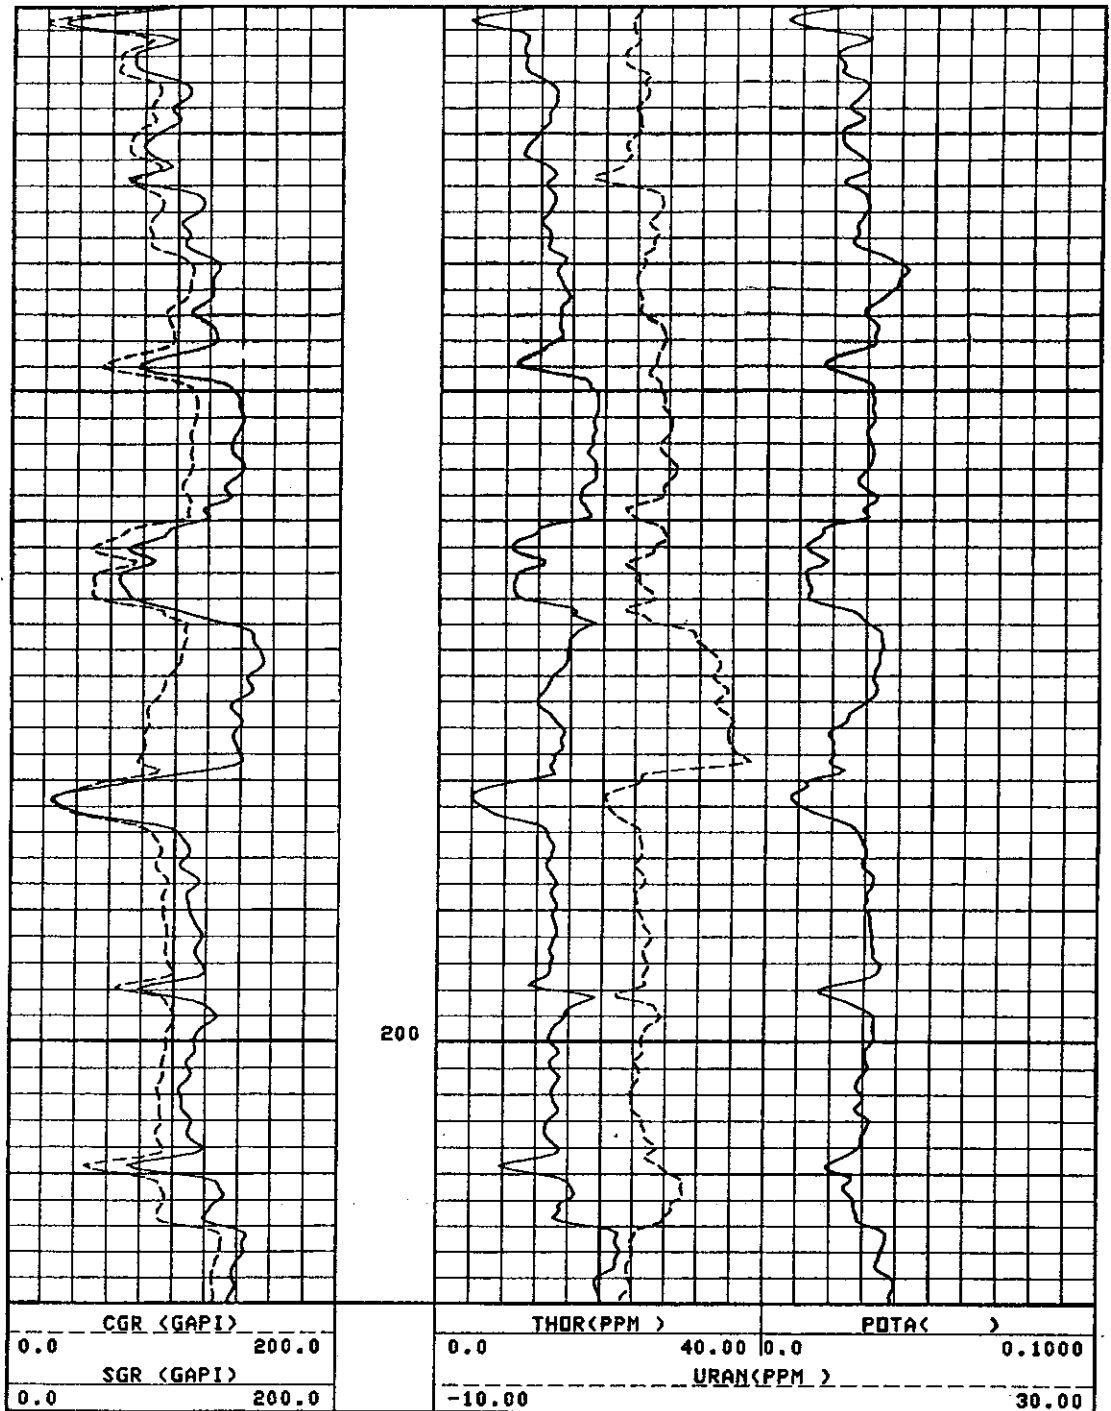 200
CGR (GAPI) THOR(PPM ) POTA( )
0.0 200.0 0.0 40.00 0.0 0.1000
SGR (GAPI) URAN(PPM )
0.0 200.0 -10.00 30.00